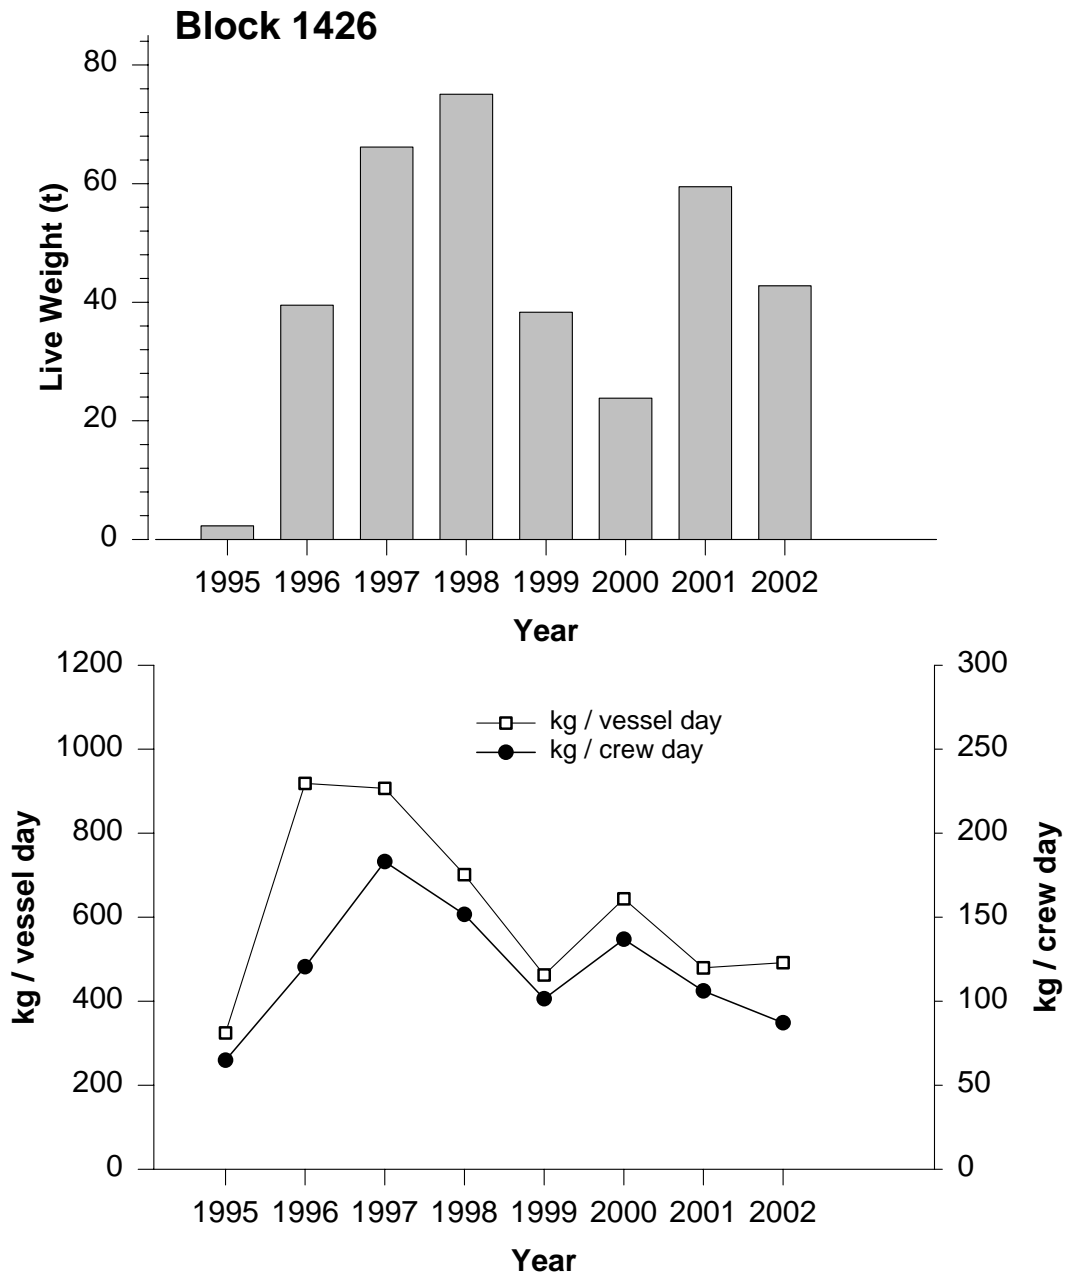 Block 1426
80
60
40
20
0
Live Weight (t)
1995 1996 1997 1998 1999 2000 2001 2002
Year
1200
1000
800
600
400
200
0
kg / vessel day
kg / vessel day
kg / crew day
300
250
200
150
100
50
0
kg / crew day
1995 1996 1997 1998 1999 2000 2001 2002
Year